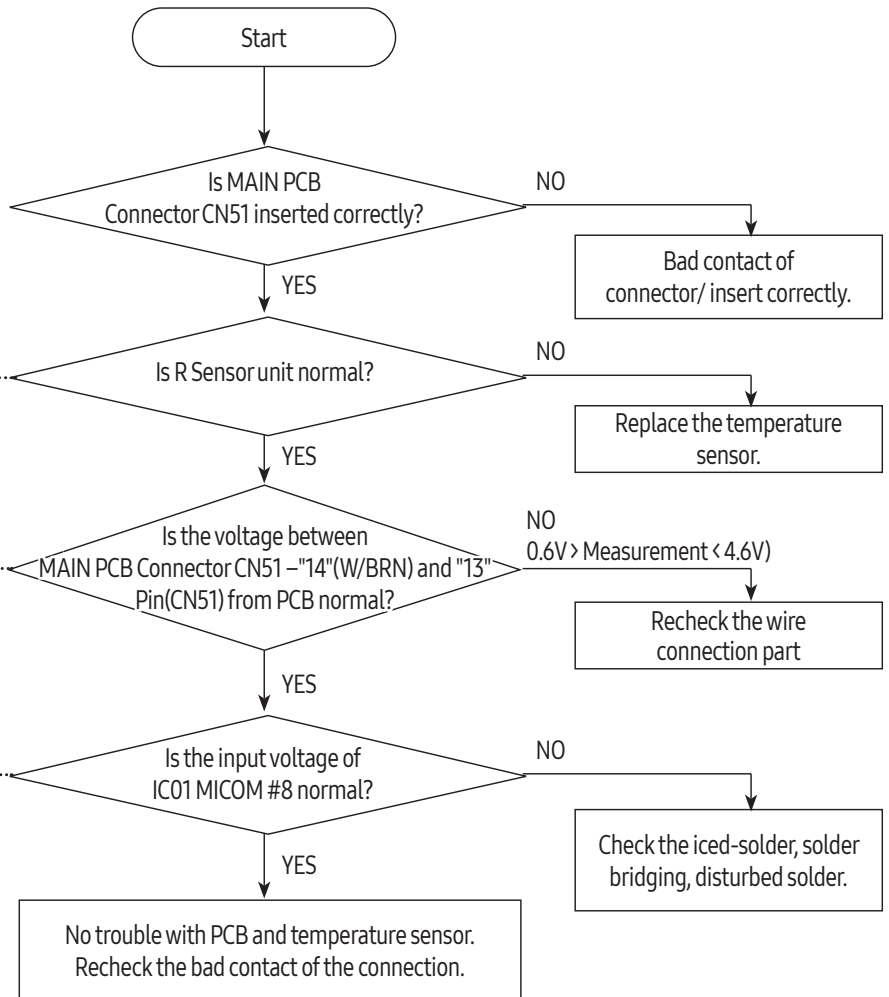 Start
Is MAIN PCB
Connector CN51 inserted correctly?
NO
Bad contact of
connector/ insert correctly.
YES
Is R Sensor unit normal?
NO
Replace the temperature
sensor.
YES
Is the voltage between
MAIN PCB Connector CN51 –"14"(W/BRN) and "13"
Pin(CN51) from PCB normal?
NO
0.6V > Measurement < 4.6V)
Recheck the wire
connection part
YES
Is the input voltage of
IC01 MICOM #8 normal?
NO
Check the iced-solder, solder
bridging, disturbed solder.
YES
No trouble with PCB and temperature sensor.
Recheck the bad contact of the connection.